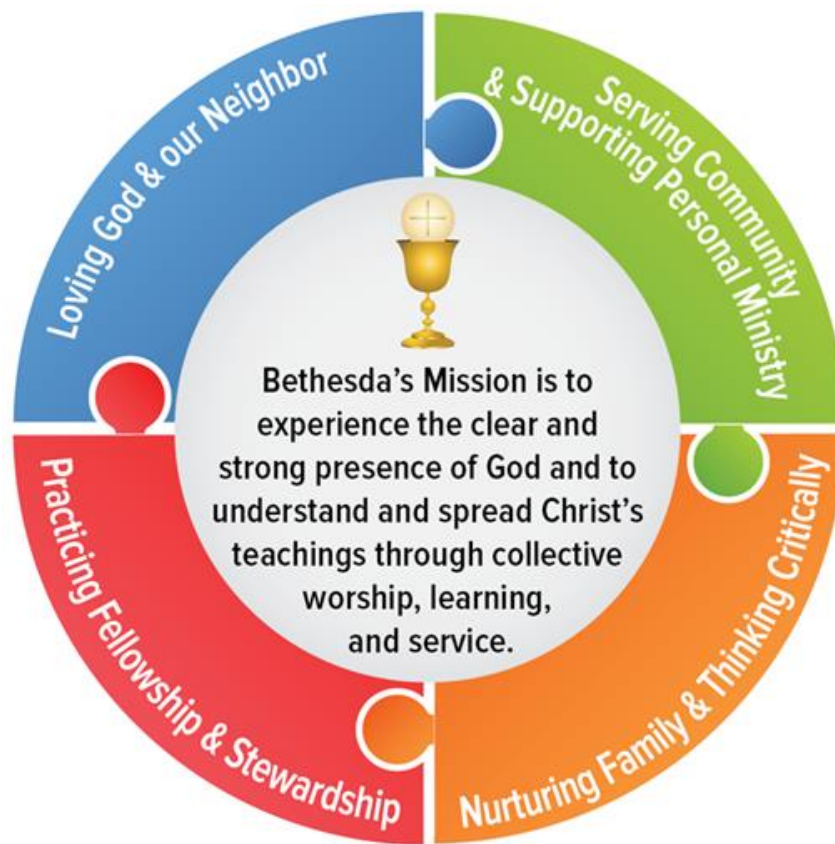 Loving God & our Neighbor
Serving Community
& Supporting Personal Ministry
Bethesda's Mission is to
experience the clear and
strong presence of God and to
understand and spread Christ's
teachings through collective
worship, learning,
and service.
Practicing Fellowship & Stewardship
Nurturing Family & Thinking Critically